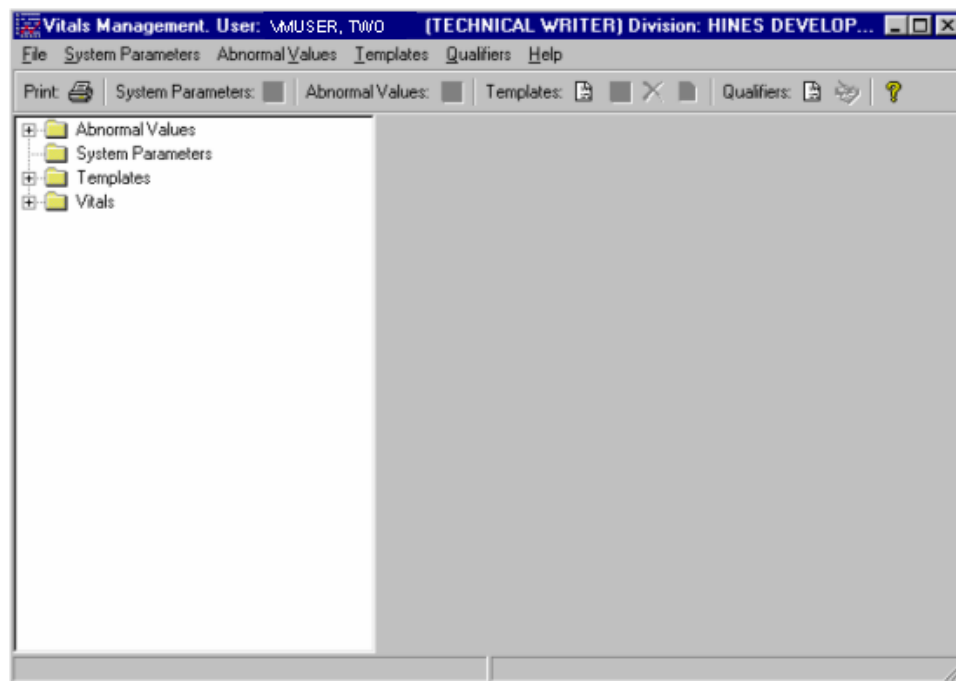 Vitals Management. User: VMUSER, TWO (TECHNICAL WRITER) Division: HINES DEVELOP...
File System Parameters Abnormal Values Templates Qualifiers Help
Print: System Parameters: Abnormal Values: Templates: Qualifiers:
Abnormal Values
System Parameters
Templates
Vitals